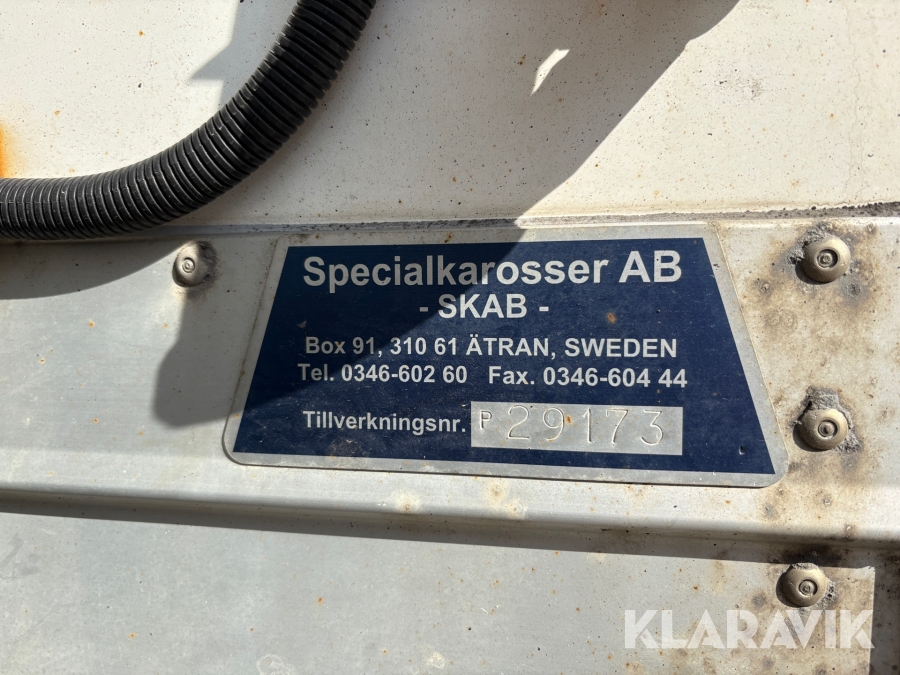 Specialkarosser AB
- SKAB -
Box 91, 310 61 ÄTRAN, SWEDEN
Tel. 0346-602 60 Fax. 0346-604 44
Tillverkningsnr. P 29173
KLARAVIK